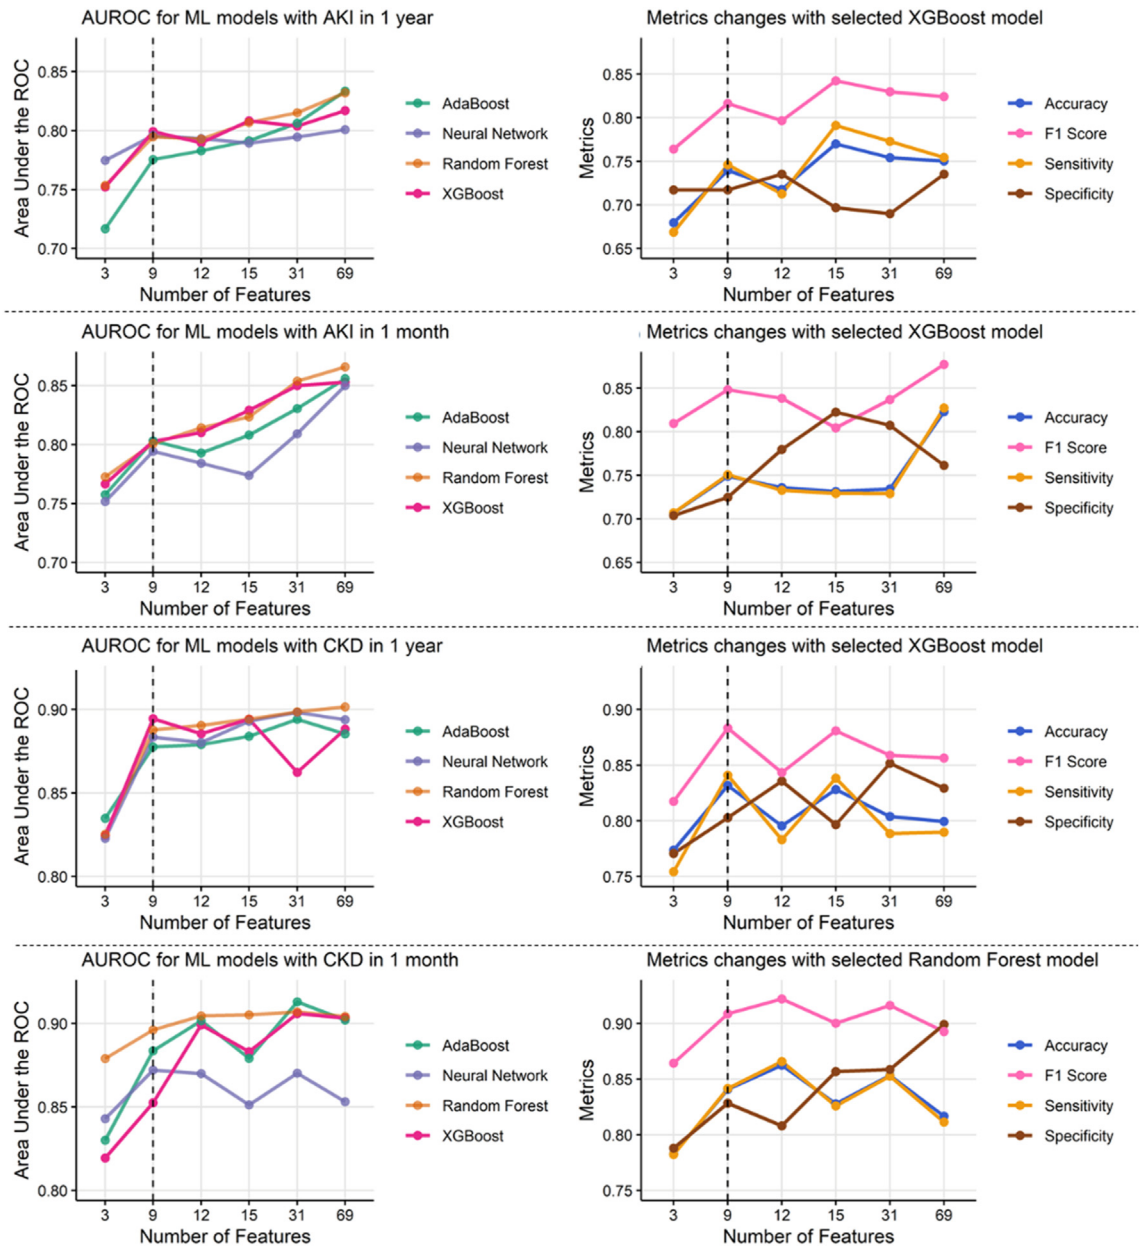 AUROC for ML models with AKI in 1 year
Area Under the ROC
0.85
0.80
0.75
0.70
3 9 12 15 31 69
Number of Features
AdaBoost
Neural Network
Random Forest
XGBoost
Metrics changes with selected XGBoost model
Metrics
0.85
0.80
0.75
0.70
0.65
3 9 12 15 31 69
Number of Features
Accuracy
F1 Score
Sensitivity
Specificity
AUROC for ML models with AKI in 1 month
Area Under the ROC
0.85
0.80
0.75
0.70
3 9 12 15 31 69
Number of Features
AdaBoost
Neural Network
Random Forest
XGBoost
Metrics changes with selected XGBoost model
Metrics
0.85
0.80
0.75
0.70
0.65
3 9 12 15 31 69
Number of Features
Accuracy
F1 Score
Sensitivity
Specificity
AUROC for ML models with CKD in 1 year
Area Under the ROC
0.90
0.85
0.80
3 9 12 15 31 69
Number of Features
AdaBoost
Neural Network
Random Forest
XGBoost
Metrics changes with selected XGBoost model
Metrics
0.90
0.85
0.80
0.75
3 9 12 15 31 69
Number of Features
Accuracy
F1 Score
Sensitivity
Specificity
AUROC for ML models with CKD in 1 month
Area Under the ROC
0.90
0.85
0.80
3 9 12 15 31 69
Number of Features
AdaBoost
Neural Network
Random Forest
XGBoost
Metrics changes with selected Random Forest model
Metrics
0.90
0.85
0.80
0.75
3 9 12 15 31 69
Number of Features
Accuracy
F1 Score
Sensitivity
Specificity